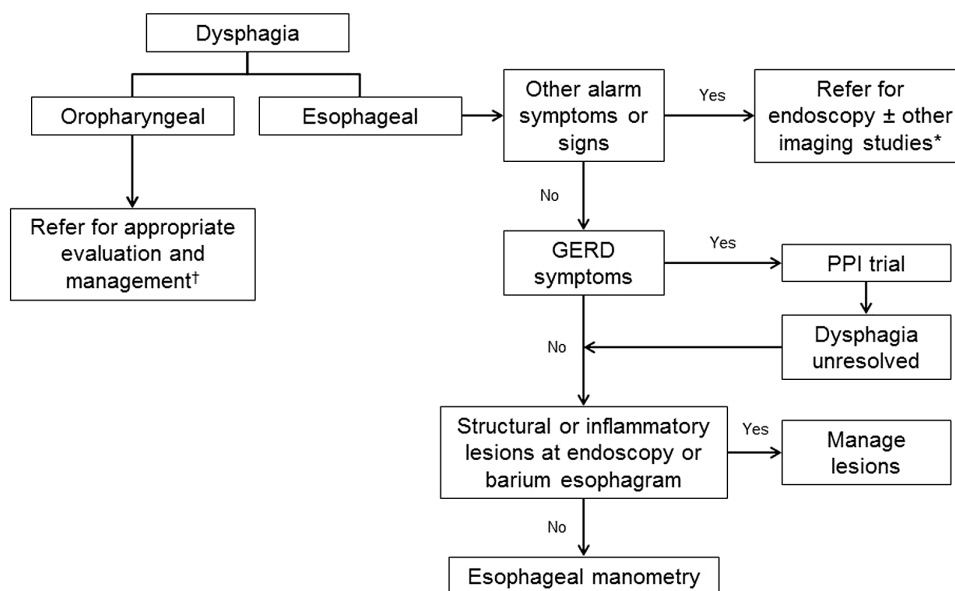 Dysphagia
Oropharyngeal
Esophageal
Other alarm
symptoms or
signs
Yes
Refer for
endoscopy ± other
imaging studies*
No
Refer for appropriate
evaluation and
management†
GERD
symptoms
Yes
PPI trial
No
Dysphagia
unresolved
Structural or inflammatory
lesions at endoscopy or
barium esophagram
Yes
Manage
lesions
No
Esophageal manometry